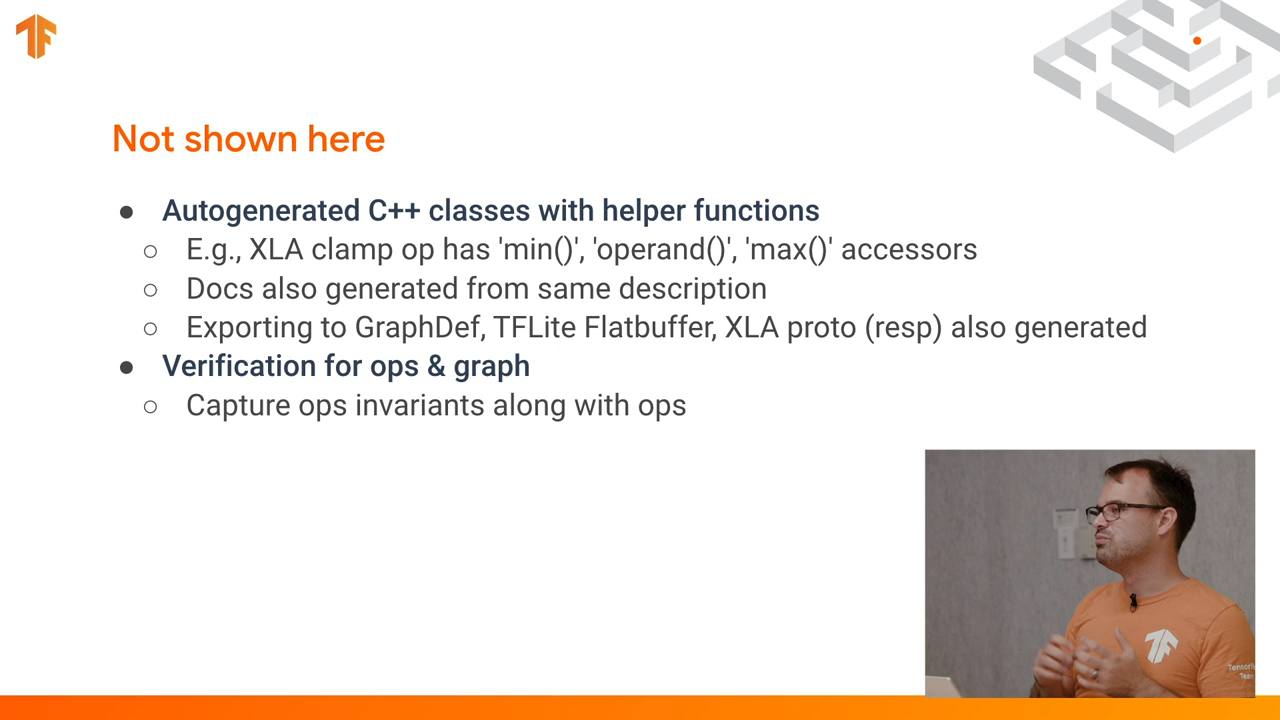 Not shown here
● Autogenerated C++ classes with helper functions
○ E.g., XLA clamp op has 'min()', 'operand()', 'max()' accessors
○ Docs also generated from same description
○ Exporting to GraphDef, TFLite Flatbuffer, XLA proto (resp) also generated
● Verification for ops & graph
○ Capture ops invariants along with ops
Team